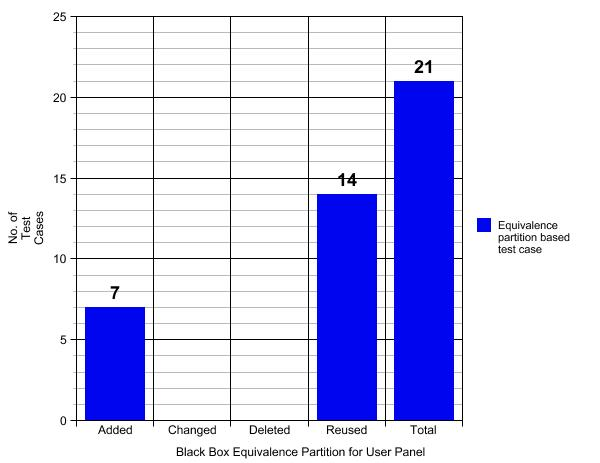 25
20
15
10
5
0
No. of
Test
Cases
7
14
21
Added Changed Deleted Reused Total
Black Box Equivalence Partition for User Panel
Equivalence
partition based
test case